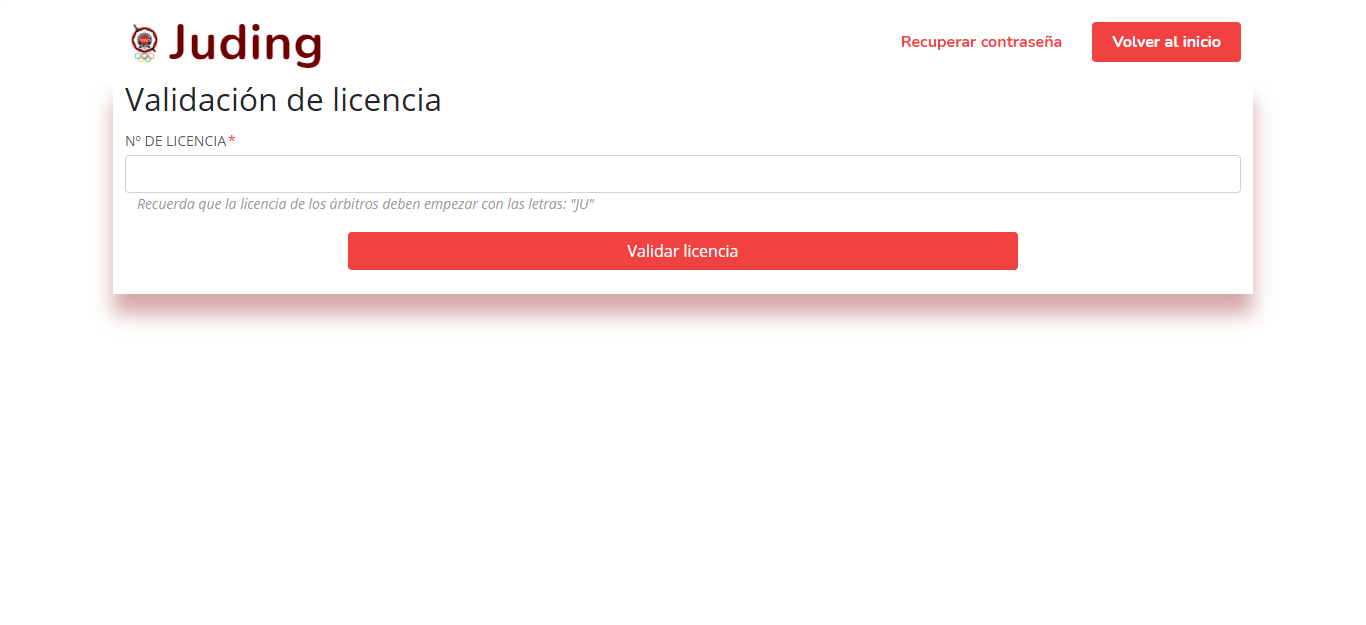 Juding
Recuperar contraseña
Volver al inicio
Validación de licencia
Nº DE LICENCIA*
Recuerda que la licencia de los árbitros deben empezar con las letras: "JU"
Validar licencia